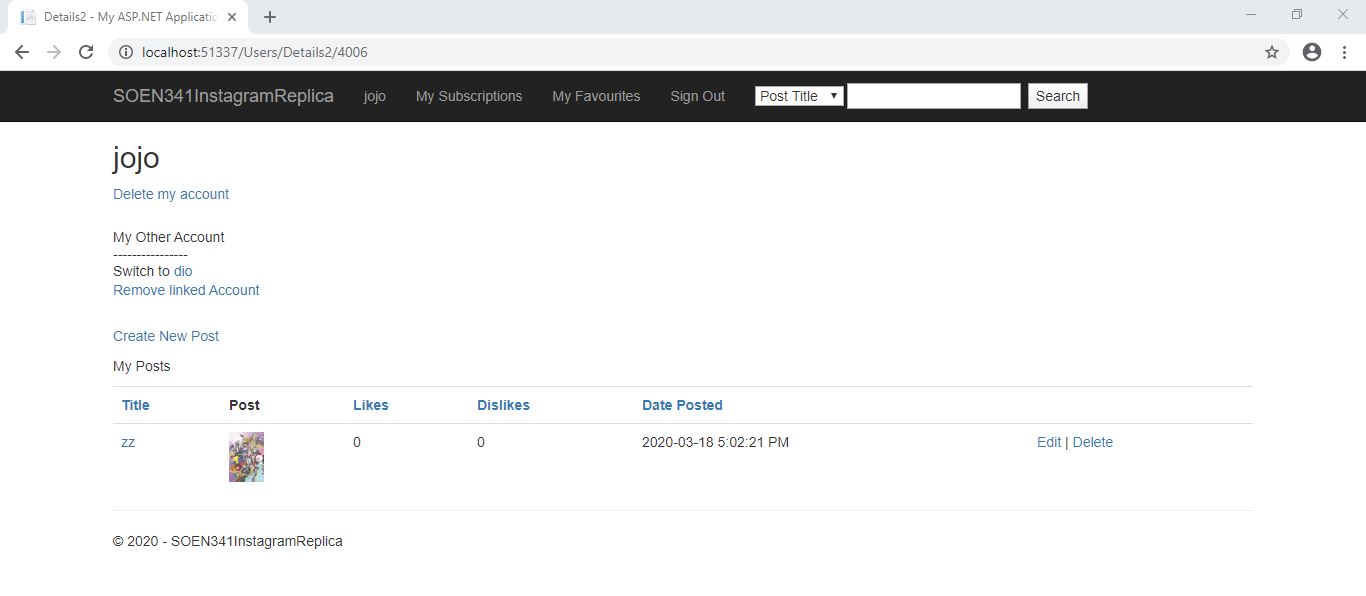 Details2 - My ASP.NET Applicatic
localhost:51337/Users/Details2/4006
SOEN341InstagramReplica jojo My Subscriptions My Favourites Sign Out Post Title Search
jojo
Delete my account
My Other Account
----------------
Switch to dio
Remove linked Account
Create New Post
My Posts
Title Post Likes Dislikes Date Posted
zz 0 0 2020-03-18 5:02:21 PM Edit | Delete
© 2020 - SOEN341InstagramReplica